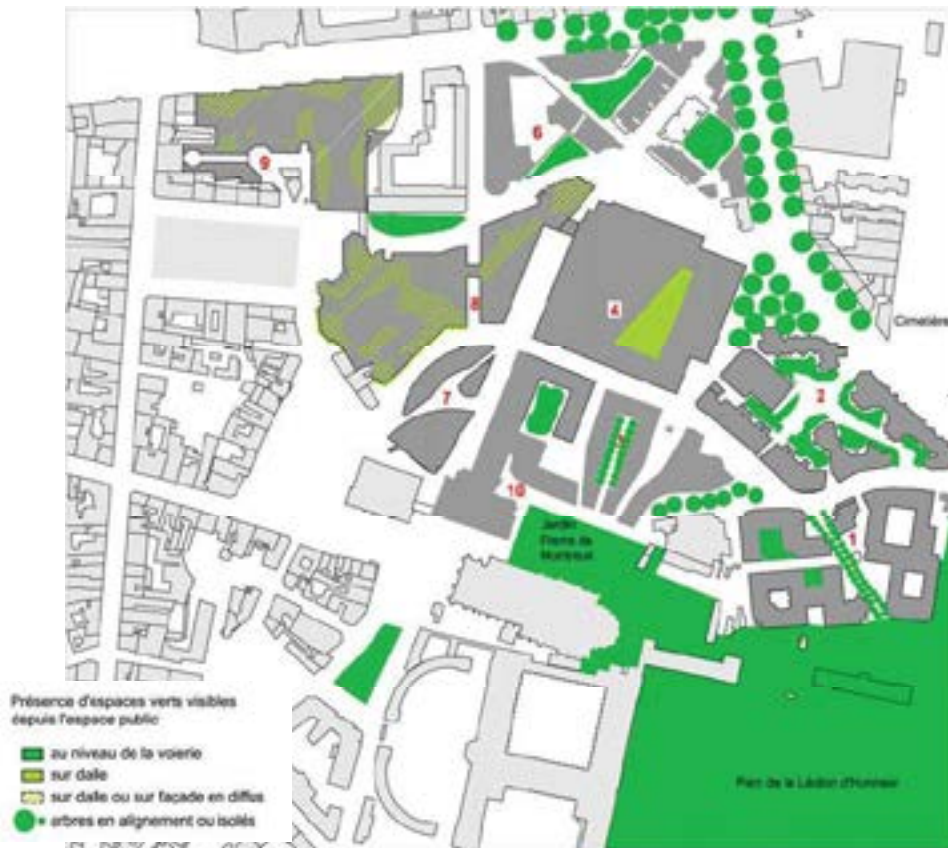 6
9
4
Cimetière
8
2
7
10
Jardin
Pierre de
Montreuil
1
Présence d'espaces verts visibles
depuis l'espace public
au niveau de la voierie
sur dalle
sur dalle ou sur façade en diffus
arbres en alignement ou isolés
Parc de la Légion d'Honneur